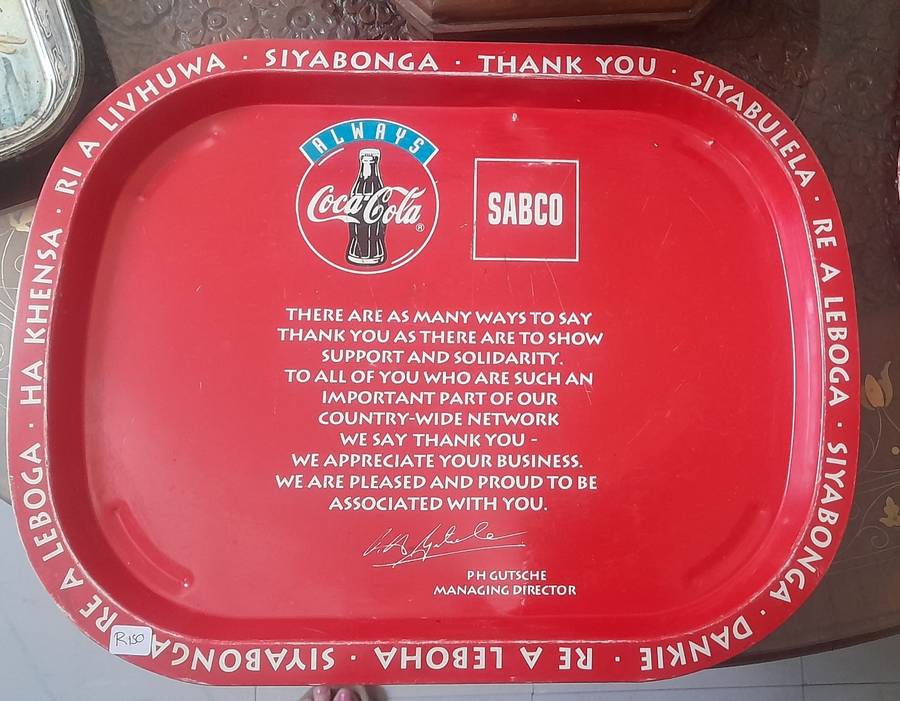 RI A LIVHUWA · SIYABONGA · THANK YOU · SIYABULELA · RE A LEBOGA · SIYABONGA · DANKIE · RE A LEBOHA · SIYABONGA · RE A LEBOGA · HA KHENSA ·
ALWAYS
Coca-Cola®
SABCO
THERE ARE AS MANY WAYS TO SAY
THANK YOU AS THERE ARE TO SHOW
SUPPORT AND SOLIDARITY.
TO ALL OF YOU WHO ARE SUCH AN
IMPORTANT PART OF OUR
COUNTRY-WIDE NETWORK
WE SAY THANK YOU -
WE APPRECIATE YOUR BUSINESS.
WE ARE PLEASED AND PROUD TO BE
ASSOCIATED WITH YOU.
PH GUTSCHE
MANAGING DIRECTOR
R150